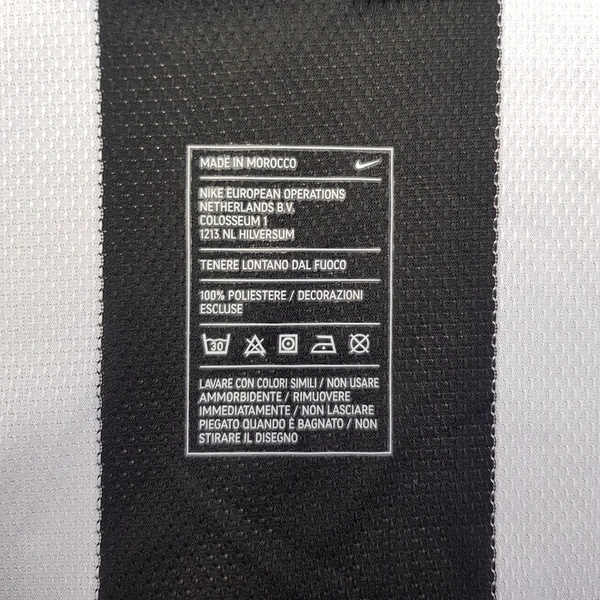 MADE IN MOROCCO
NIKE EUROPEAN OPERATIONS
NETHERLANDS B.V.
COLOSSEUM 1
1213 NL HILVERSUM
TENERE LONTANO DAL FUOCO
100% POLIESTERE / DECORAZIONI
ESCLUSE
30
LAVARE CON COLORI SIMILI / NON USARE
AMMORBIDENTE / RIMUOVERE
IMMEDIATAMENTE / NON LASCIARE
PIEGATO QUANDO È BAGNATO / NON
STIRARE IL DISEGNO